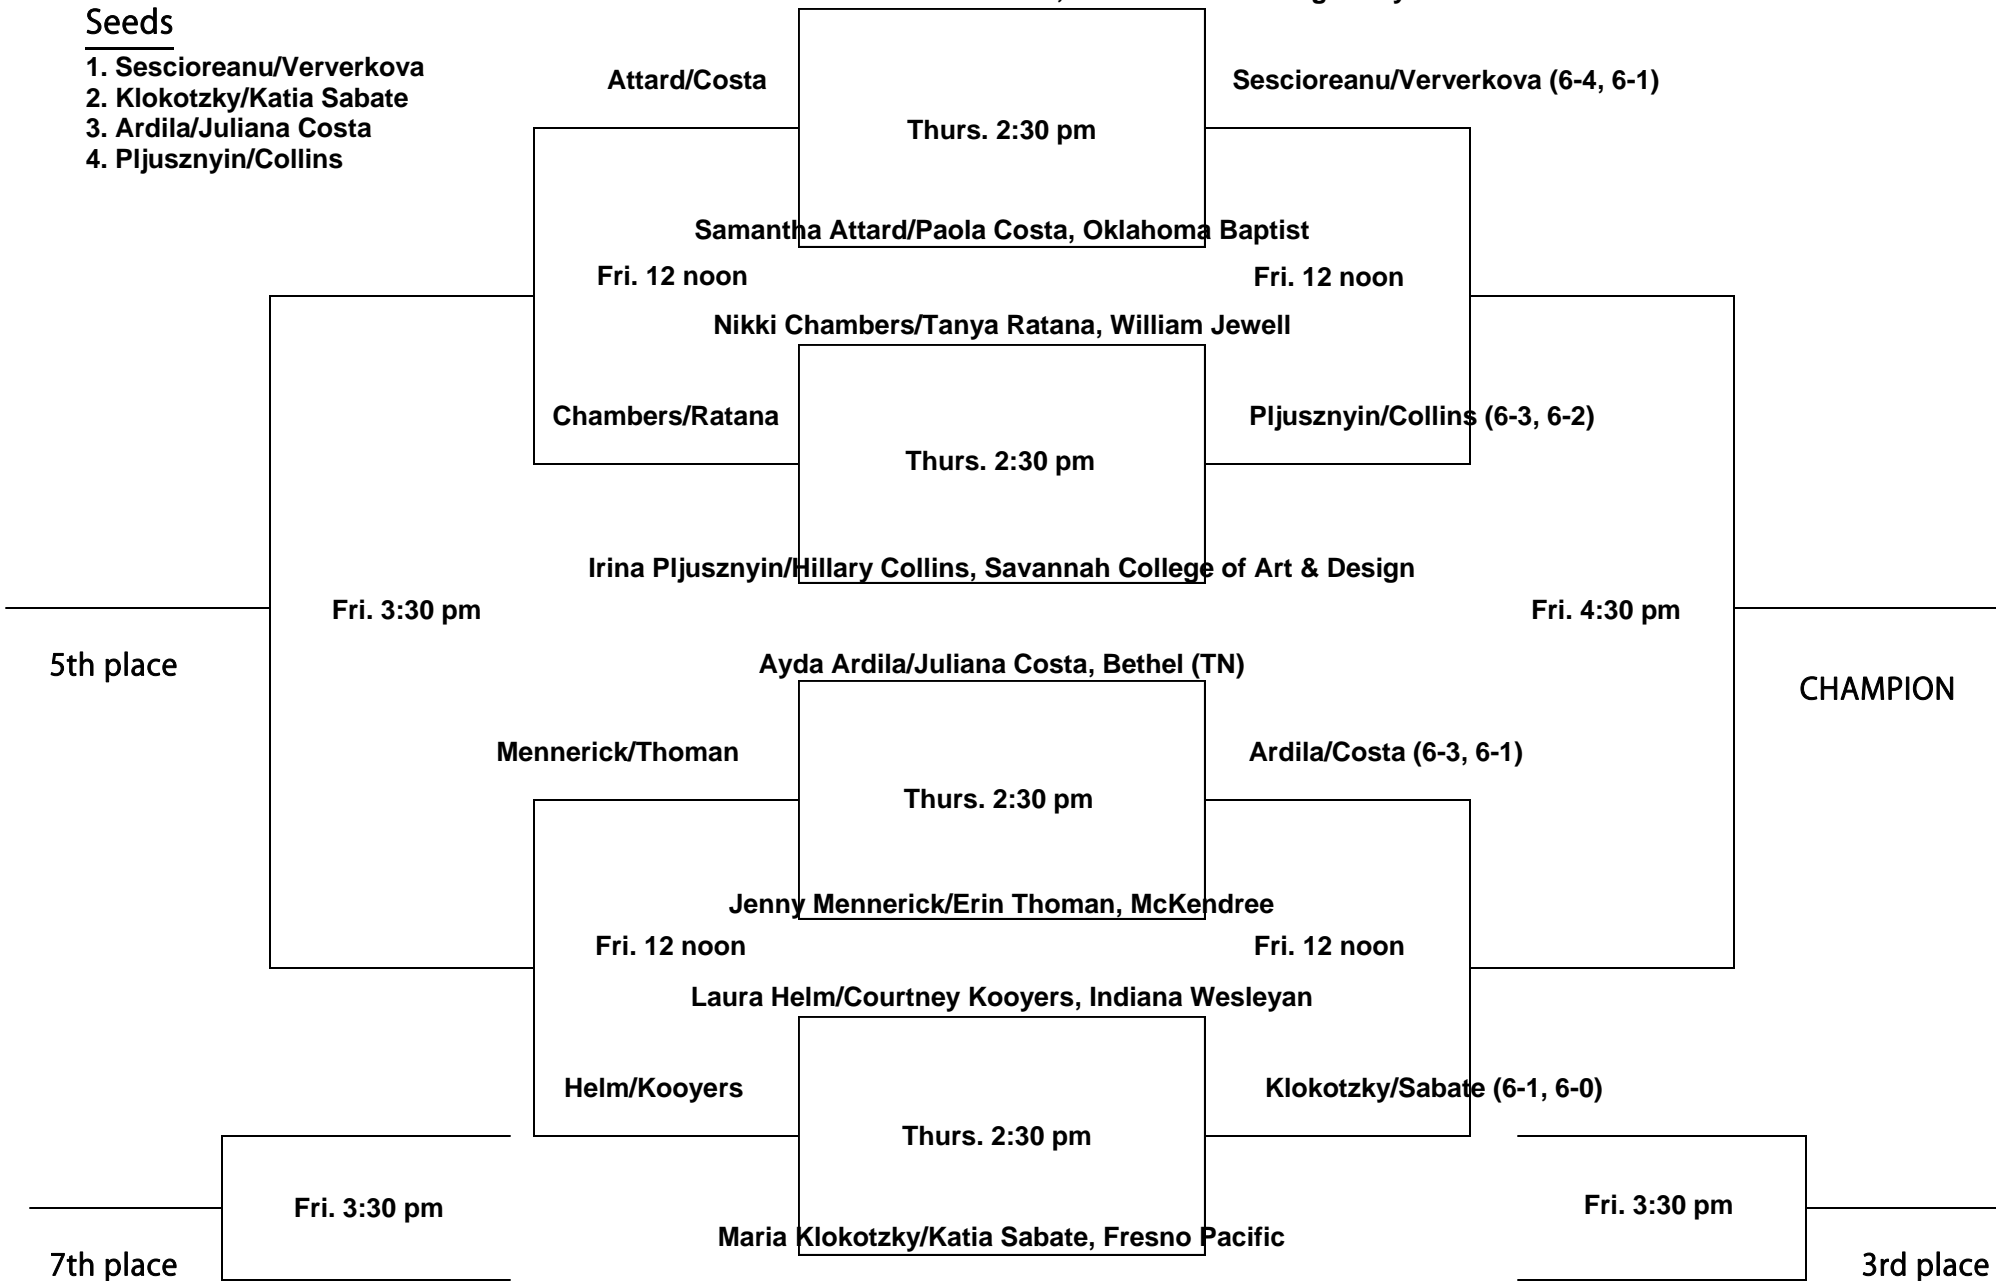 Seeds
1. Sescioreanu/Ververkova
2. Klokotzky/Katia Sabate
3. Ardila/Juliana Costa
4. Pljusznyin/Collins
Attard/Costa
Sescioreanu/Ververkova (6-4, 6-1)
Thurs. 2:30 pm
Samantha Attard/Paola Costa, Oklahoma Baptist
Fri. 12 noon
Fri. 12 noon
Nikki Chambers/Tanya Ratana, William Jewell
Chambers/Ratana
Pljusznyin/Collins (6-3, 6-2)
Thurs. 2:30 pm
Irina Pljusznyin/Hillary Collins, Savannah College of Art & Design
Fri. 3:30 pm
Fri. 4:30 pm
5th place
Ayda Ardila/Juliana Costa, Bethel (TN)
CHAMPION
Mennerick/Thoman
Ardila/Costa (6-3, 6-1)
Thurs. 2:30 pm
Jenny Mennerick/Erin Thoman, McKendree
Fri. 12 noon
Fri. 12 noon
Laura Helm/Courtney Kooyers, Indiana Wesleyan
Helm/Kooyers
Klokotzky/Sabate (6-1, 6-0)
Thurs. 2:30 pm
Fri. 3:30 pm
Fri. 3:30 pm
Maria Klokotzky/Katia Sabate, Fresno Pacific
7th place
3rd place